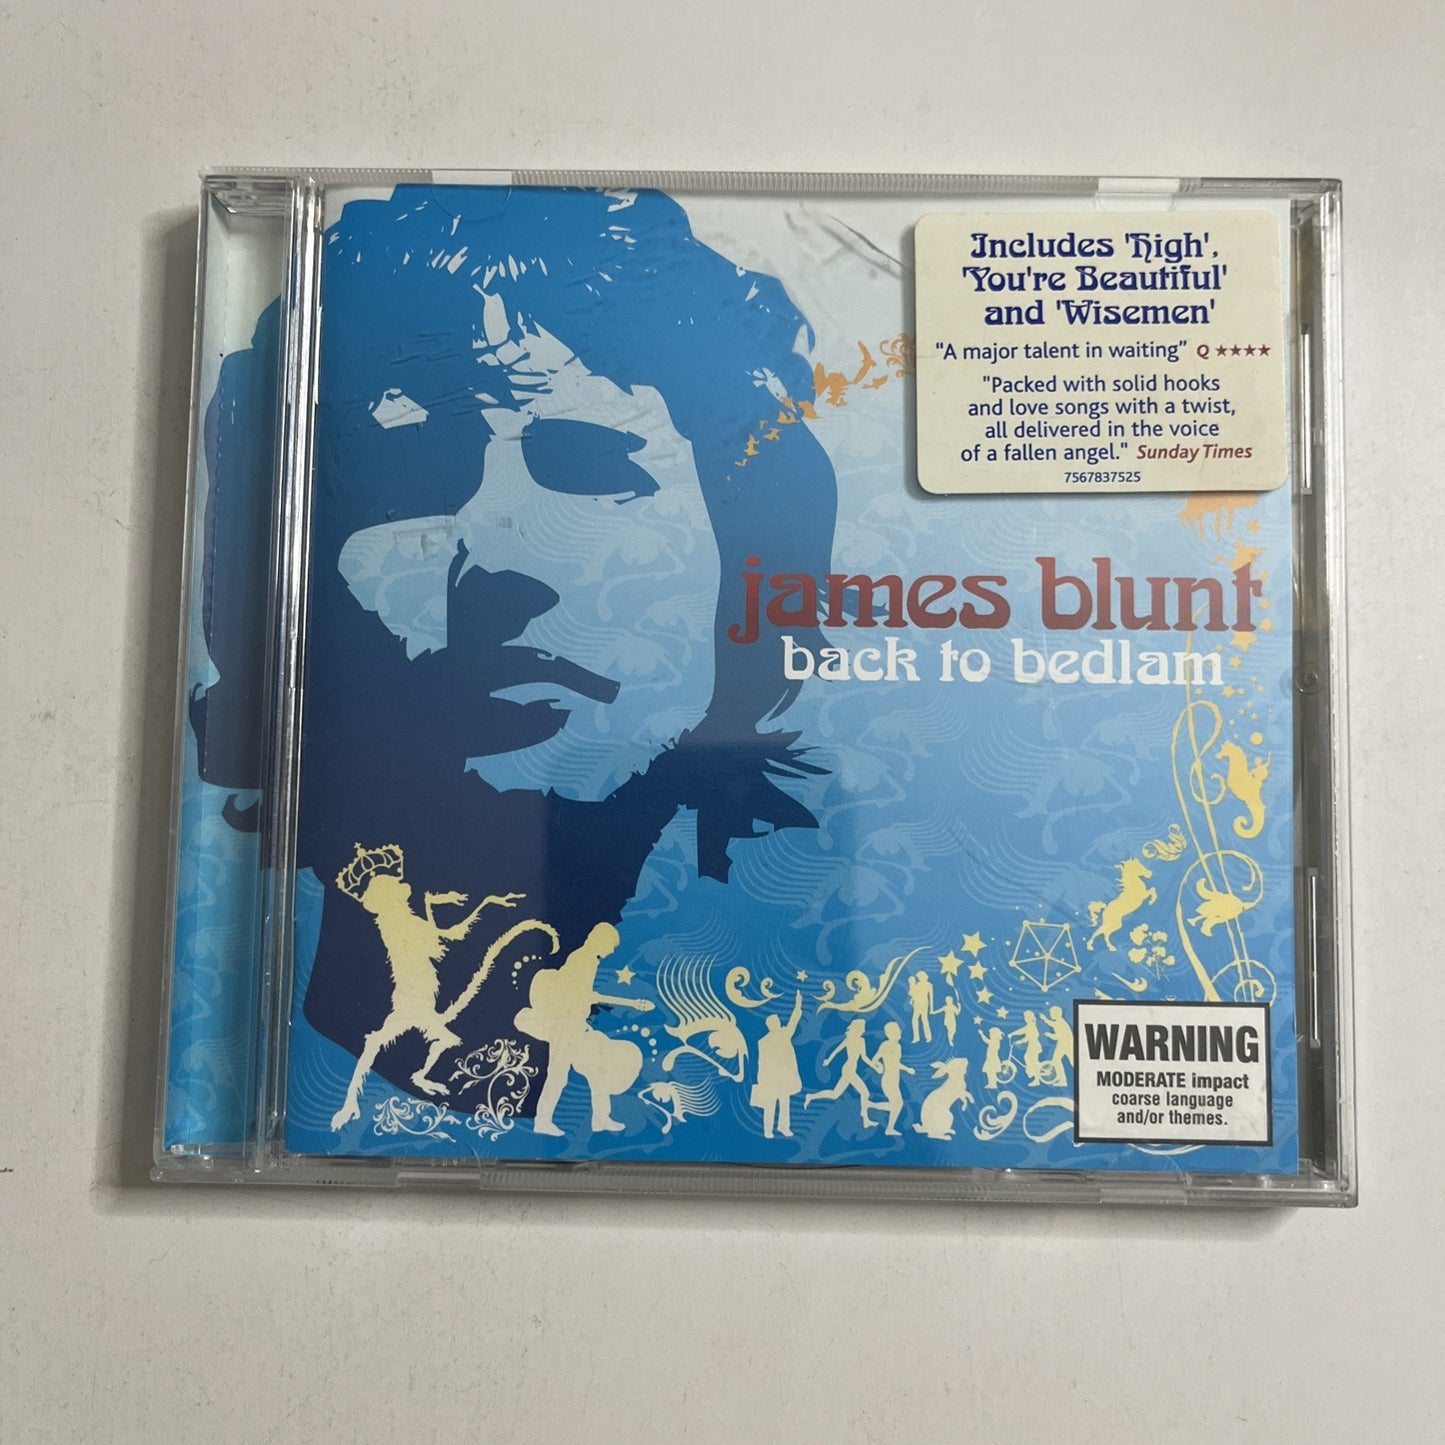 Includes 'High',
'You're Beautiful'
and 'Wisemen'
"A major talent in waiting" Q ★★★★
"Packed with solid hooks
and love songs with a twist,
all delivered in the voice
of a fallen angel." Sunday Times
7567837525
james blunt
back to bedlam
WARNING
MODERATE impact
coarse language
and/or themes.